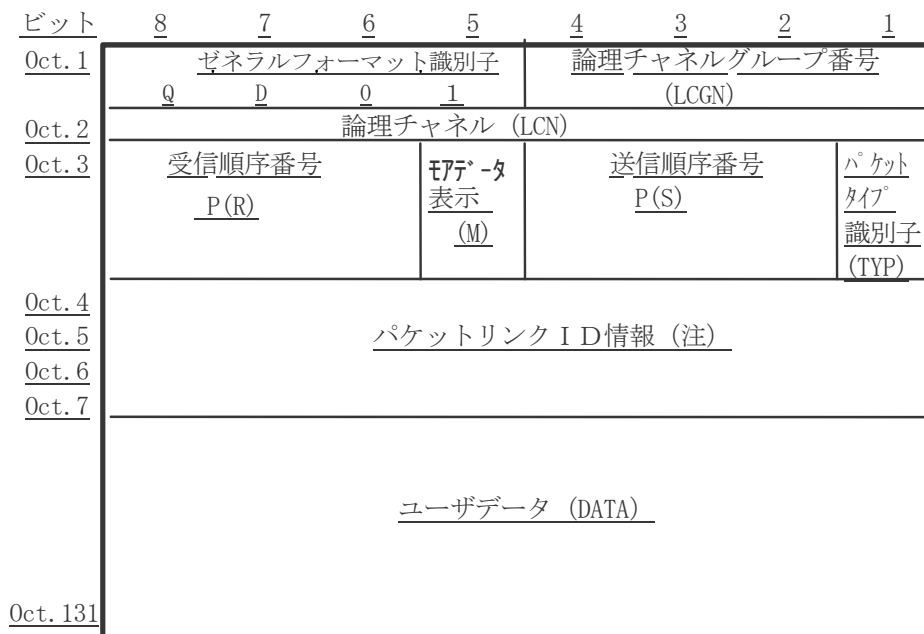 ビット 8 7 6 5 4 3 2 1
Oct.1 ゼネラルフォーマット識別子 論理チャネルグループ番号
Q D 0 1 (LCGN)
Oct.2 論理チャネル (LCN)
Oct.3 受信順序番号 ﾓｱﾃﾞｰﾀ 送信順序番号 ﾊﾟｹｯﾄ
P(R) 表示 P(S) ﾀｲﾌﾟ
(M) 識別子
(TYP)
Oct.4
Oct.5 パケットリンクＩＤ情報 (注)
Oct.6
Oct.7
ユーザデータ (DATA)
Oct.131